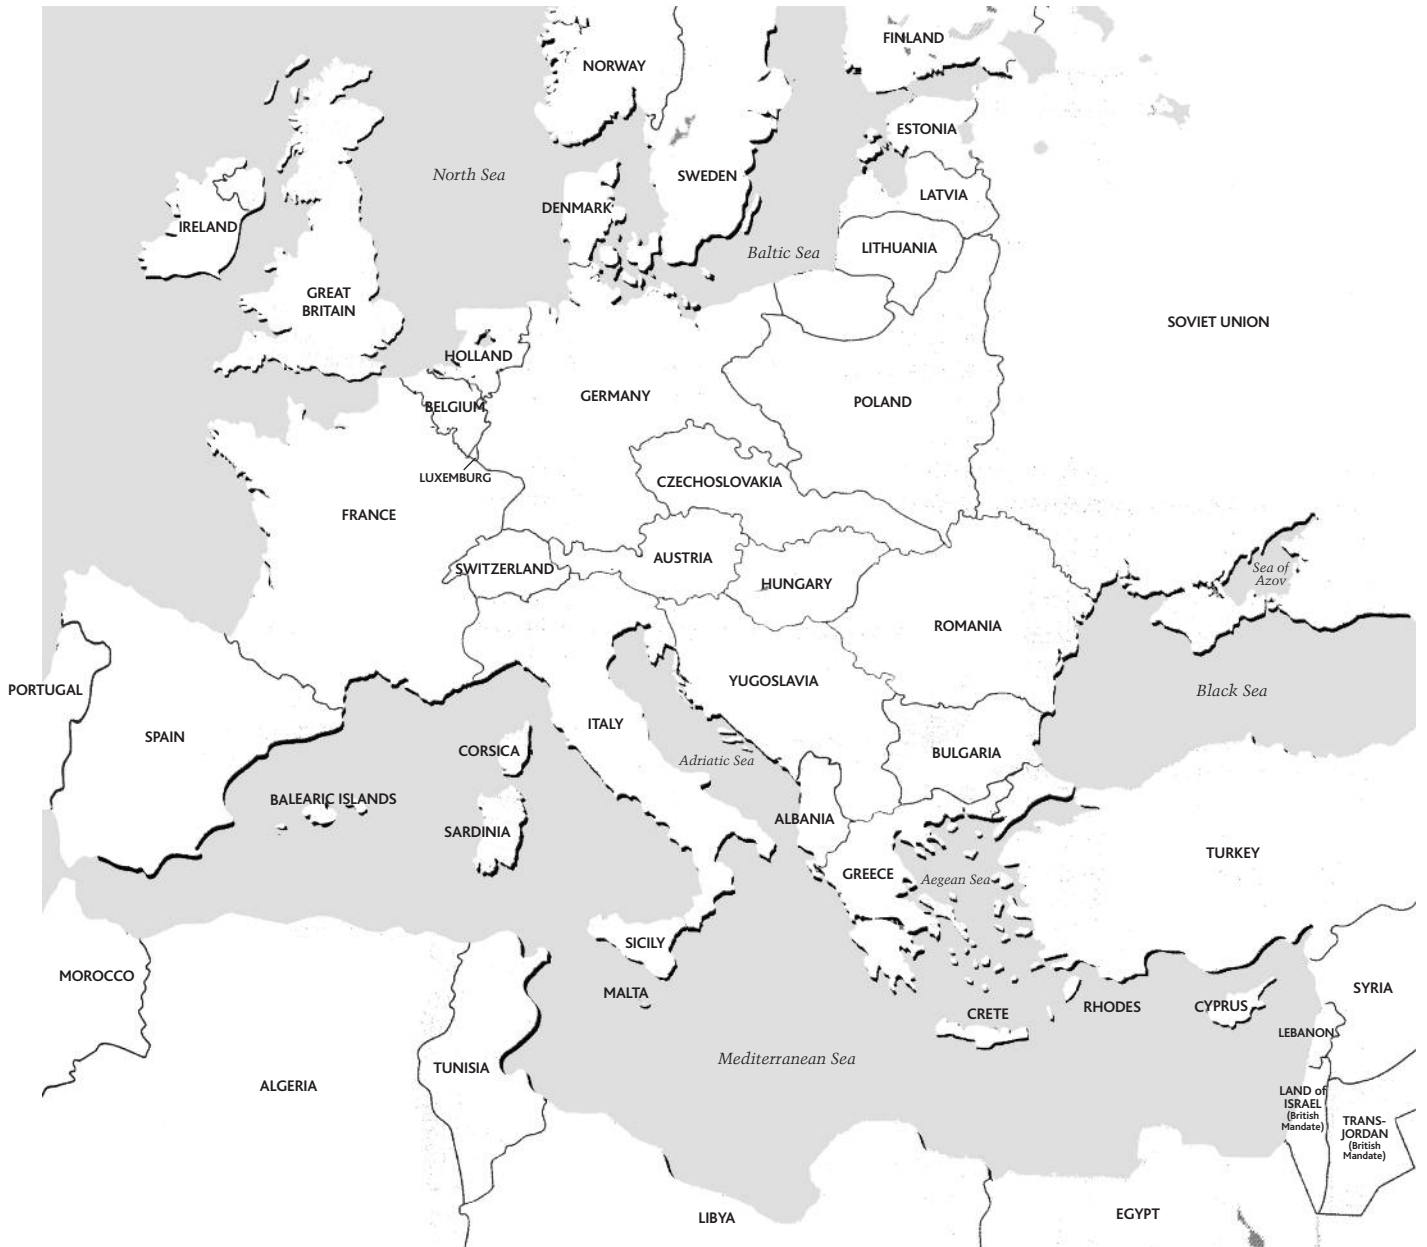 FINLAND
NORWAY
ESTONIA
North Sea
SWEDEN
LATVIA
DENMARK
IRELAND
LITHUANIA
Baltic Sea
GREAT
BRITAIN
SOVIET UNION
HOLLAND
GERMANY
POLAND
BELGIUM
LUXEMBURG
CZECHOSLOVAKIA
FRANCE
AUSTRIA
SWITZERLAND
HUNGARY
Sea of
Azov
ROMANIA
YUGOSLAVIA
PORTUGAL
Black Sea
ITALY
SPAIN
CORSICA
BULGARIA
Adriatic Sea
BALEARIC ISLANDS
ALBANIA
SARDINIA
TURKEY
GREECE
Aegean Sea
SICILY
MOROCCO
SYRIA
MALTA
RHODES
CYPRUS
CRETE
LEBANON
Mediterranean Sea
TUNISIA
ALGERIA
LAND of
ISRAEL
(British
Mandate)
TRANS-
JORDAN
(British
Mandate)
LIBYA
EGYPT